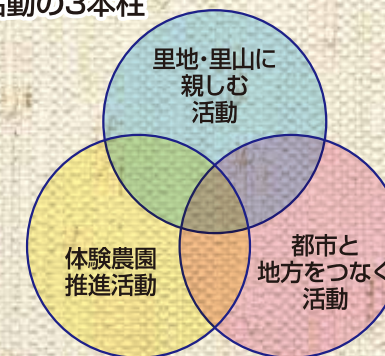 活動の3本柱
里地・里山に
親しむ
活動
体験農園
推進活動
都市と
地方をつなぐ
活動